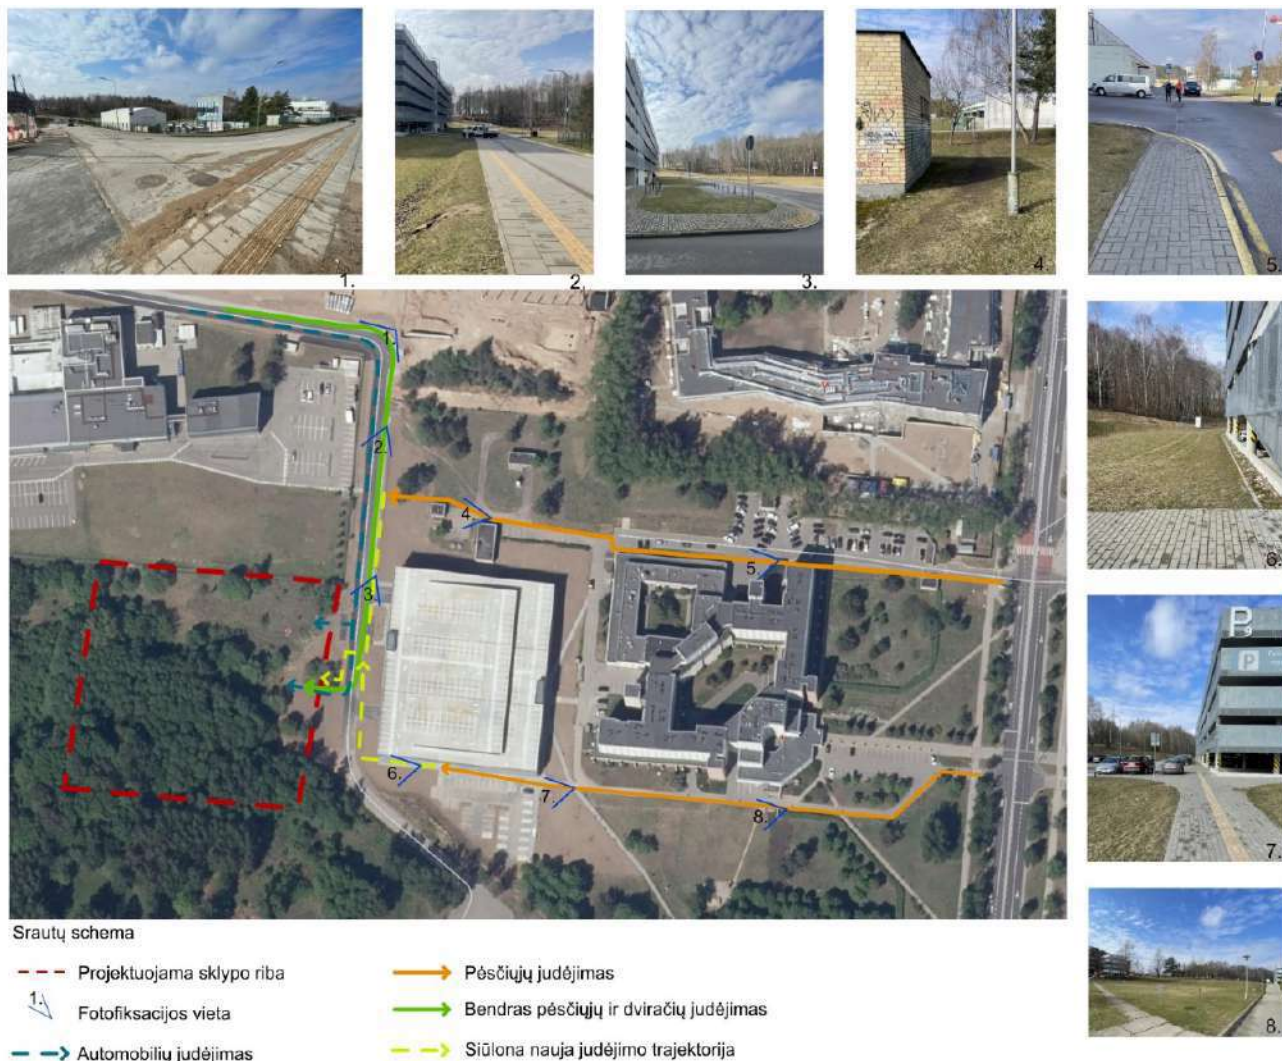 1.
2.
3.
4.
5.
1.
2.
3.
4.
5.
6.
7.
8.
6.
P
P
7.
8.
Srautų schema
Projektuojama sklypo riba
1.
Fotofiksacijos vieta
Automobilių judėjimas
Pėsčiųjų judėjimas
Bendras pėsčiųjų ir dviračių judėjimas
Siūlona nauja judėjimo trajektorija